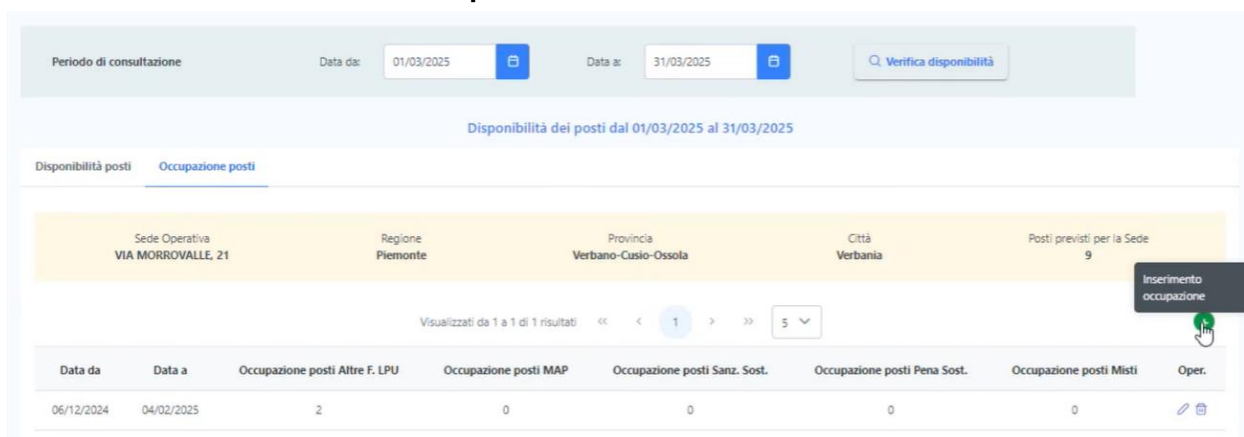 Periodo di consultazione Data da: 01/03/2025 Data a: 31/03/2025 Verifica disponibilità
Disponibilità dei posti dal 01/03/2025 al 31/03/2025
Disponibilità posti Occupazione posti
Sede Operativa Regione Provincia Città Posti previsti per la Sede
VIA MORROVALLE, 21 Piemonte Verbano-Cusio-Ossola Verbania 9
Inserimento
occupazione
Visualizzati da 1 a 1 di 1 risultati << < 1 > >> 5
Data da Data a Occupazione posti Altre F. LPU Occupazione posti MAP Occupazione posti Sanz. Sost. Occupazione posti Pena Sost. Occupazione posti Misti Oper.
06/12/2024 04/02/2025 2 0 0 0 0